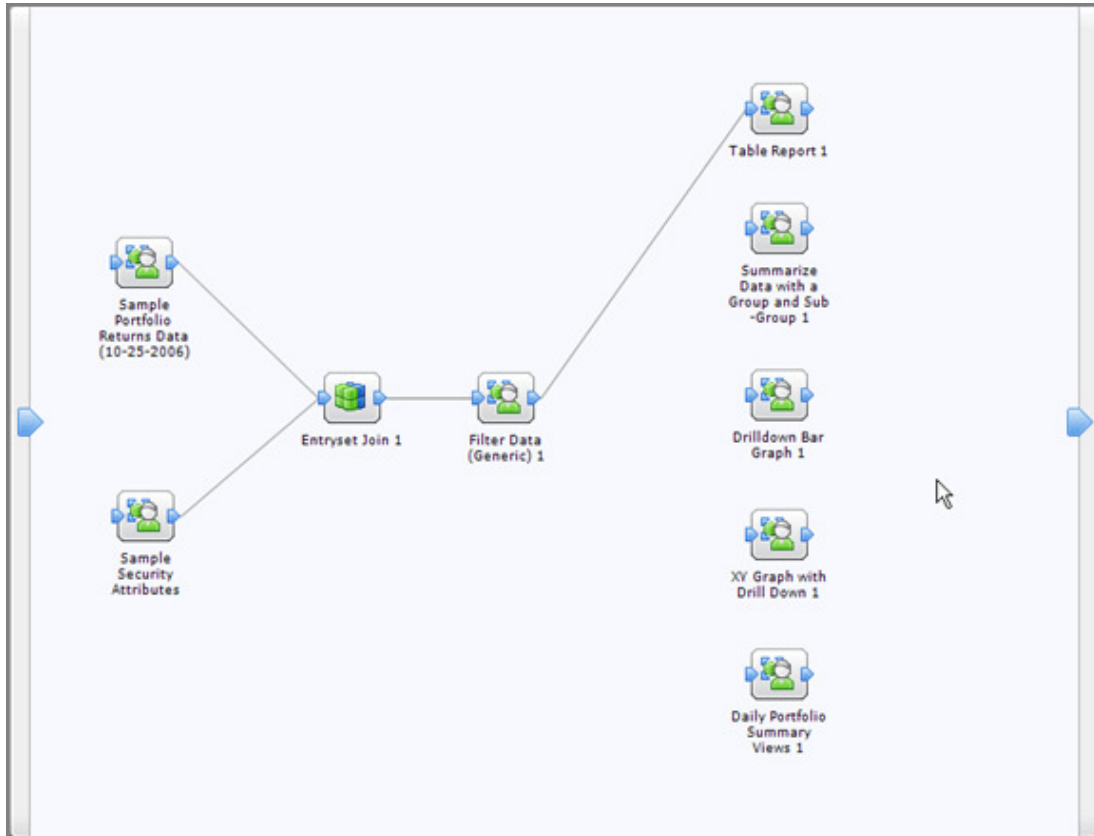 Table Report 1
Summarize
Data with a
Group and Sub
-Group 1
Sample
Portfolio
Returns Data
(10-25-2006)
Entryset Join 1
Filter Data
(Generic) 1
Drilldown Bar
Graph 1
Sample
Security
Attributes
XY Graph with
Drill Down 1
Daily Portfolio
Summary
Views 1